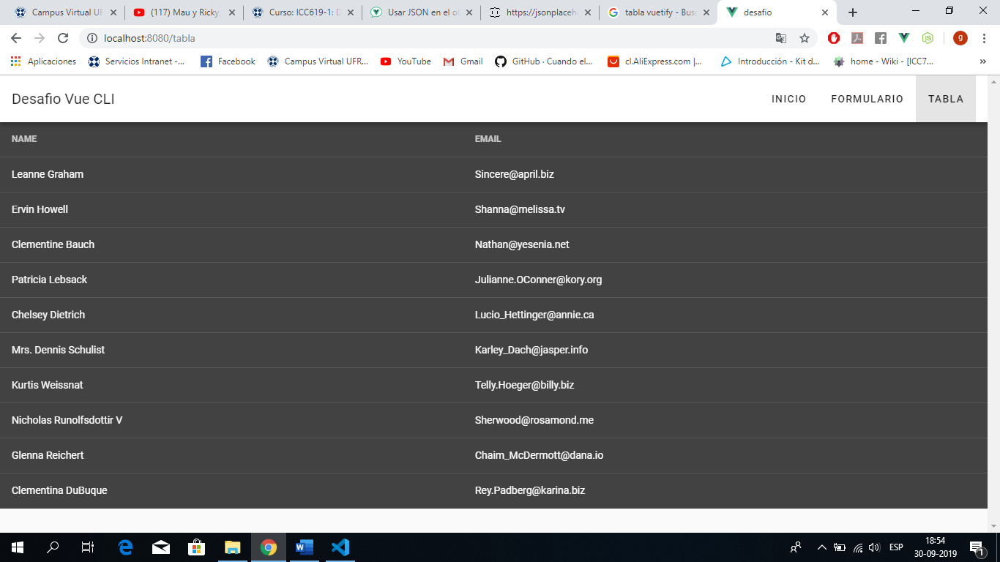 Campus Virtual UF
(117) Mau y Ricky,
Curso: ICC619-1: D
Usar JSON en el o
https://jsonplaceh
tabla vuetify - Bus
desafio
localhost:8080/tabla
g
Aplicaciones
Servicios Intranet -...
Facebook
Campus Virtual UFR...
YouTube
Gmail
GitHub · Cuando el...
cl.AliExpress.com |...
Introducción - Kit d...
home - Wiki - [ICC7...
»
Desafio Vue CLI
INICIO
FORMULARIO
TABLA
NAME
EMAIL
Leanne Graham
Sincere@april.biz
Ervin Howell
Shanna@melissa.tv
Clementine Bauch
Nathan@yesenia.net
Patricia Lebsack
Julianne.OConner@kory.org
Chelsey Dietrich
Lucio_Hettinger@annie.ca
Mrs. Dennis Schulist
Karley_Dach@jasper.info
Kurtis Weissnat
Telly.Hoeger@billy.biz
Nicholas Runolfsdottir V
Sherwood@rosamond.me
Glenna Reichert
Chaim_McDermott@dana.io
Clementina DuBuque
Rey.Padberg@karina.biz
ESP
18:54
30-09-2019
1